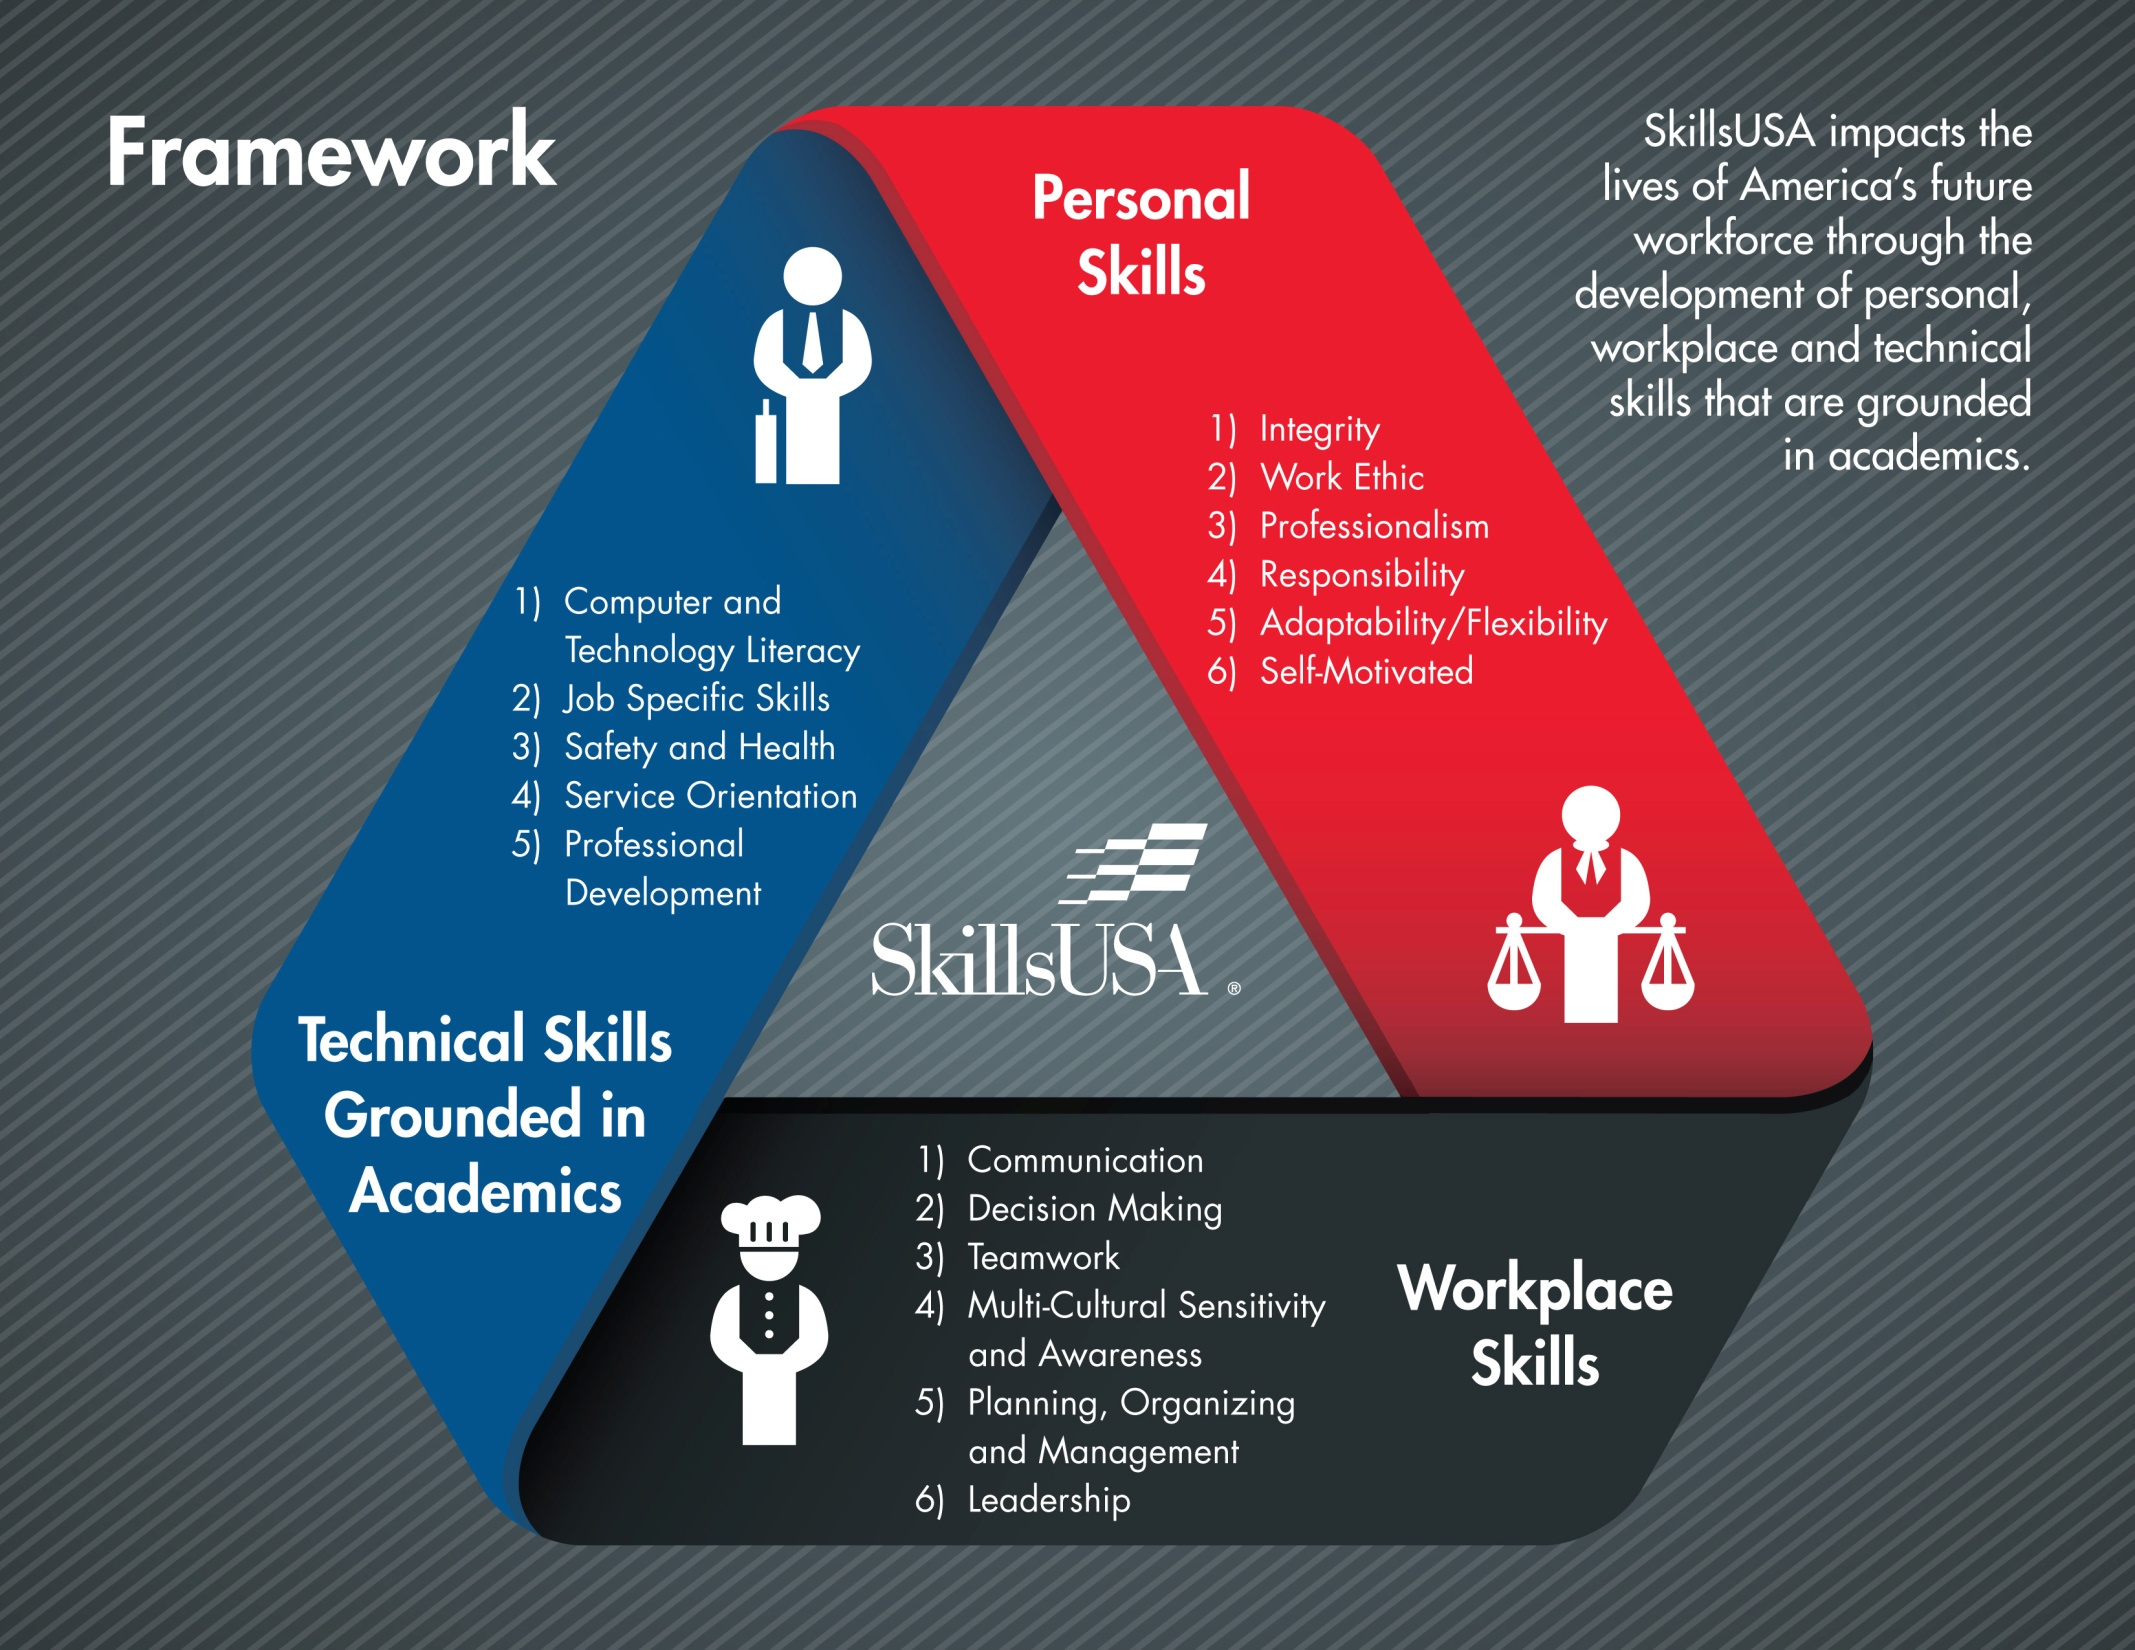 Framework
SkillsUSA impacts the
lives of America's future
workforce through the
development of personal,
workplace and technical
skills that are grounded
in academics.
Personal
Skills
1) Integrity
2) Work Ethic
3) Professionalism
4) Responsibility
5) Adaptability/Flexibility
6) Self-Motivated
1) Computer and
Technology Literacy
2) Job Specific Skills
3) Safety and Health
4) Service Orientation
5) Professional
Development
Technical Skills
Grounded in
Academics
SkillsUSA ®
1) Communication
2) Decision Making
3) Teamwork
4) Multi-Cultural Sensitivity
and Awareness
5) Planning, Organizing
and Management
6) Leadership
Workplace
Skills